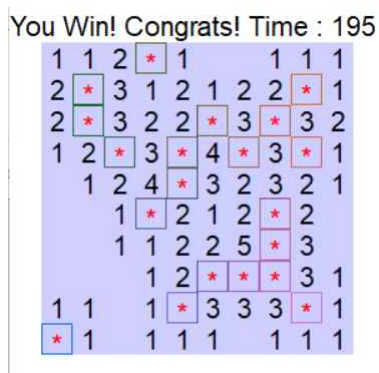 You Win! Congrats! Time : 195
1 1 2 * 1 1 1 1
2 * 3 1 2 1 2 2 * 1
2 * 3 2 2 * 3 * 3 2
1 2 * 3 * 4 * 3 * 1
1 2 4 * 3 2 3 2 1
1 * 2 1 2 * 2
1 1 2 2 5 * 3
1 2 * * * 3 1
1 1 1 * 3 3 3 * 1
* 1 1 1 1 1 1 1